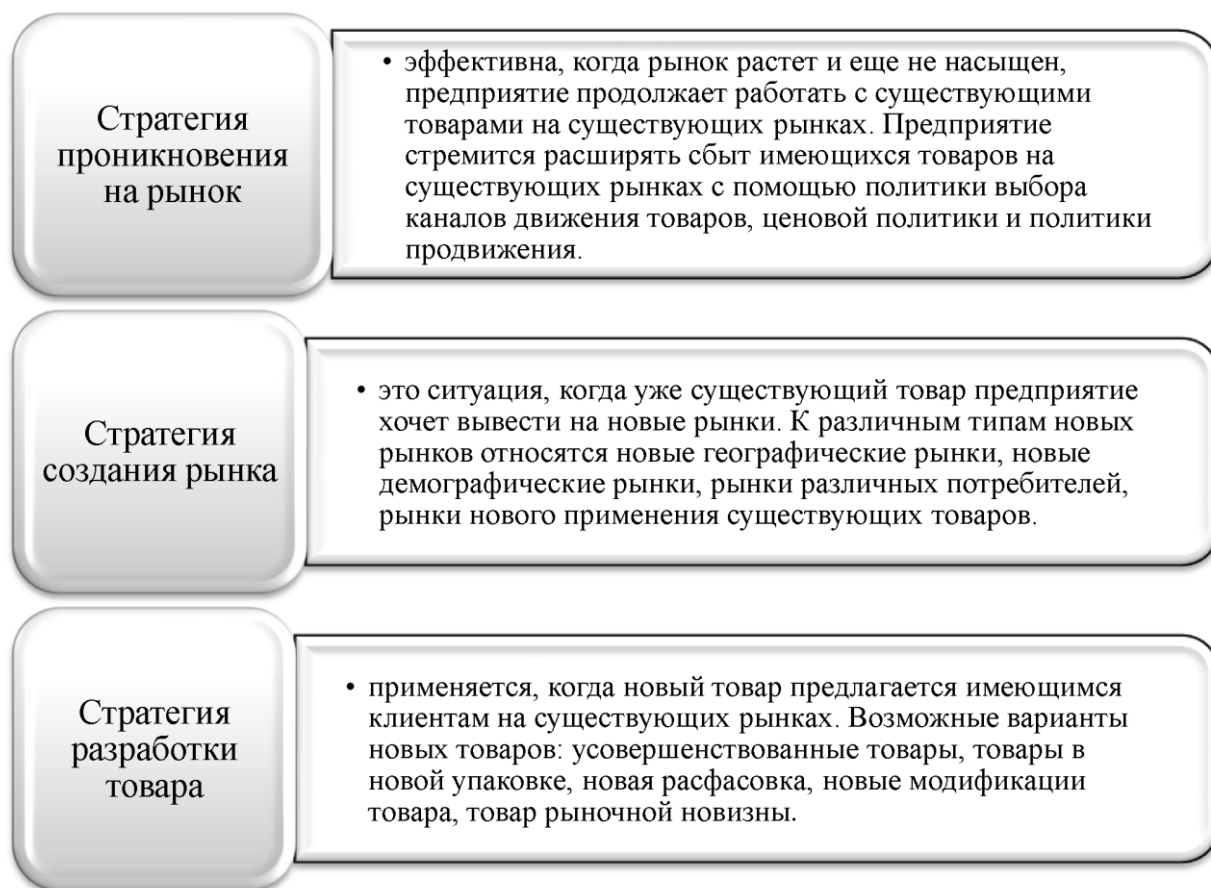 Стратегия
проникновения
на рынок
• эффективна, когда рынок растет и еще не насыщен,
предприятие продолжает работать с существующими
товарами на существующих рынках. Предприятие
стремится расширять сбыт имеющихся товаров на
существующих рынках с помощью политики выбора
каналов движения товаров, ценовой политики и политики
продвижения.
Стратегия
создания рынка
• это ситуация, когда уже существующий товар предприятие
хочет вывести на новые рынки. К различным типам новых
рынков относятся новые географические рынки, новые
демографические рынки, рынки различных потребителей,
рынки нового применения существующих товаров.
Стратегия
разработки
товара
• применяется, когда новый товар предлагается имеющимся
клиентам на существующих рынках. Возможные варианты
новых товаров: усовершенствованные товары, товары в
новой упаковке, новая расфасовка, новые модификации
товара, товар рыночной новизны.